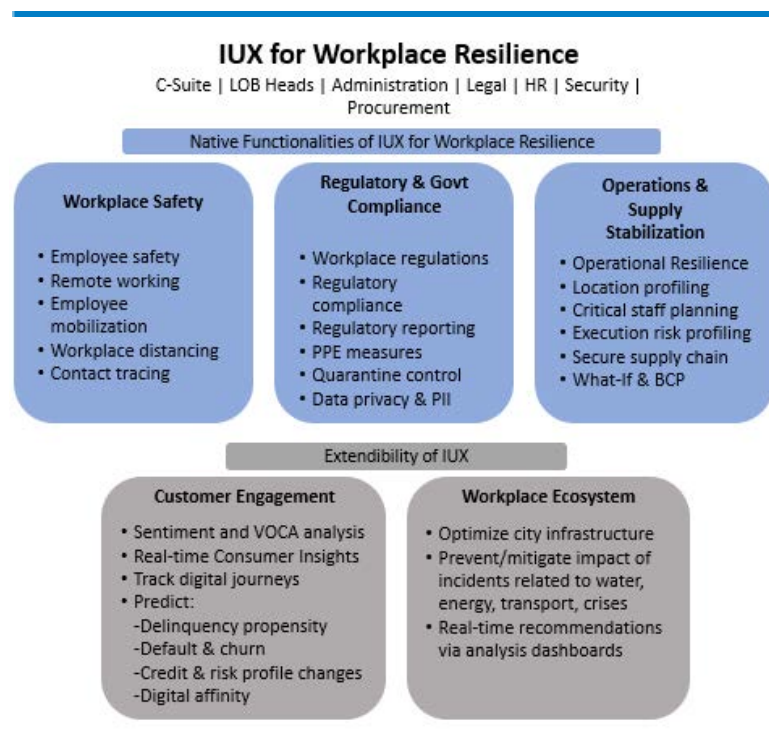 IUX for Workplace Resilience
C-Suite | LOB Heads | Administration | Legal | HR | Security |
Procurement
Native Functionalities of IUX for Workplace Resilience
Workplace Safety
• Employee safety
• Remote working
• Employee
mobilization
• Workplace distancing
• Contact tracing
Regulatory & Govt
Compliance
• Workplace regulations
• Regulatory
compliance
• Regulatory reporting
• PPE measures
• Quarantine control
• Data privacy & PII
Operations &
Supply
Stabilization
• Operational Resilience
• Location profiling
• Critical staff planning
• Execution risk profiling
• Secure supply chain
• What-If & BCP
Extendibility of IUX
Customer Engagement
• Sentiment and VOCA analysis
• Real-time Consumer Insights
• Track digital journeys
• Predict:
-Delinquency propensity
-Default & churn
-Credit & risk profile changes
-Digital affinity
Workplace Ecosystem
• Optimize city infrastructure
• Prevent/mitigate impact of
incidents related to water,
energy, transport, crises
• Real-time recommendations
via analysis dashboards